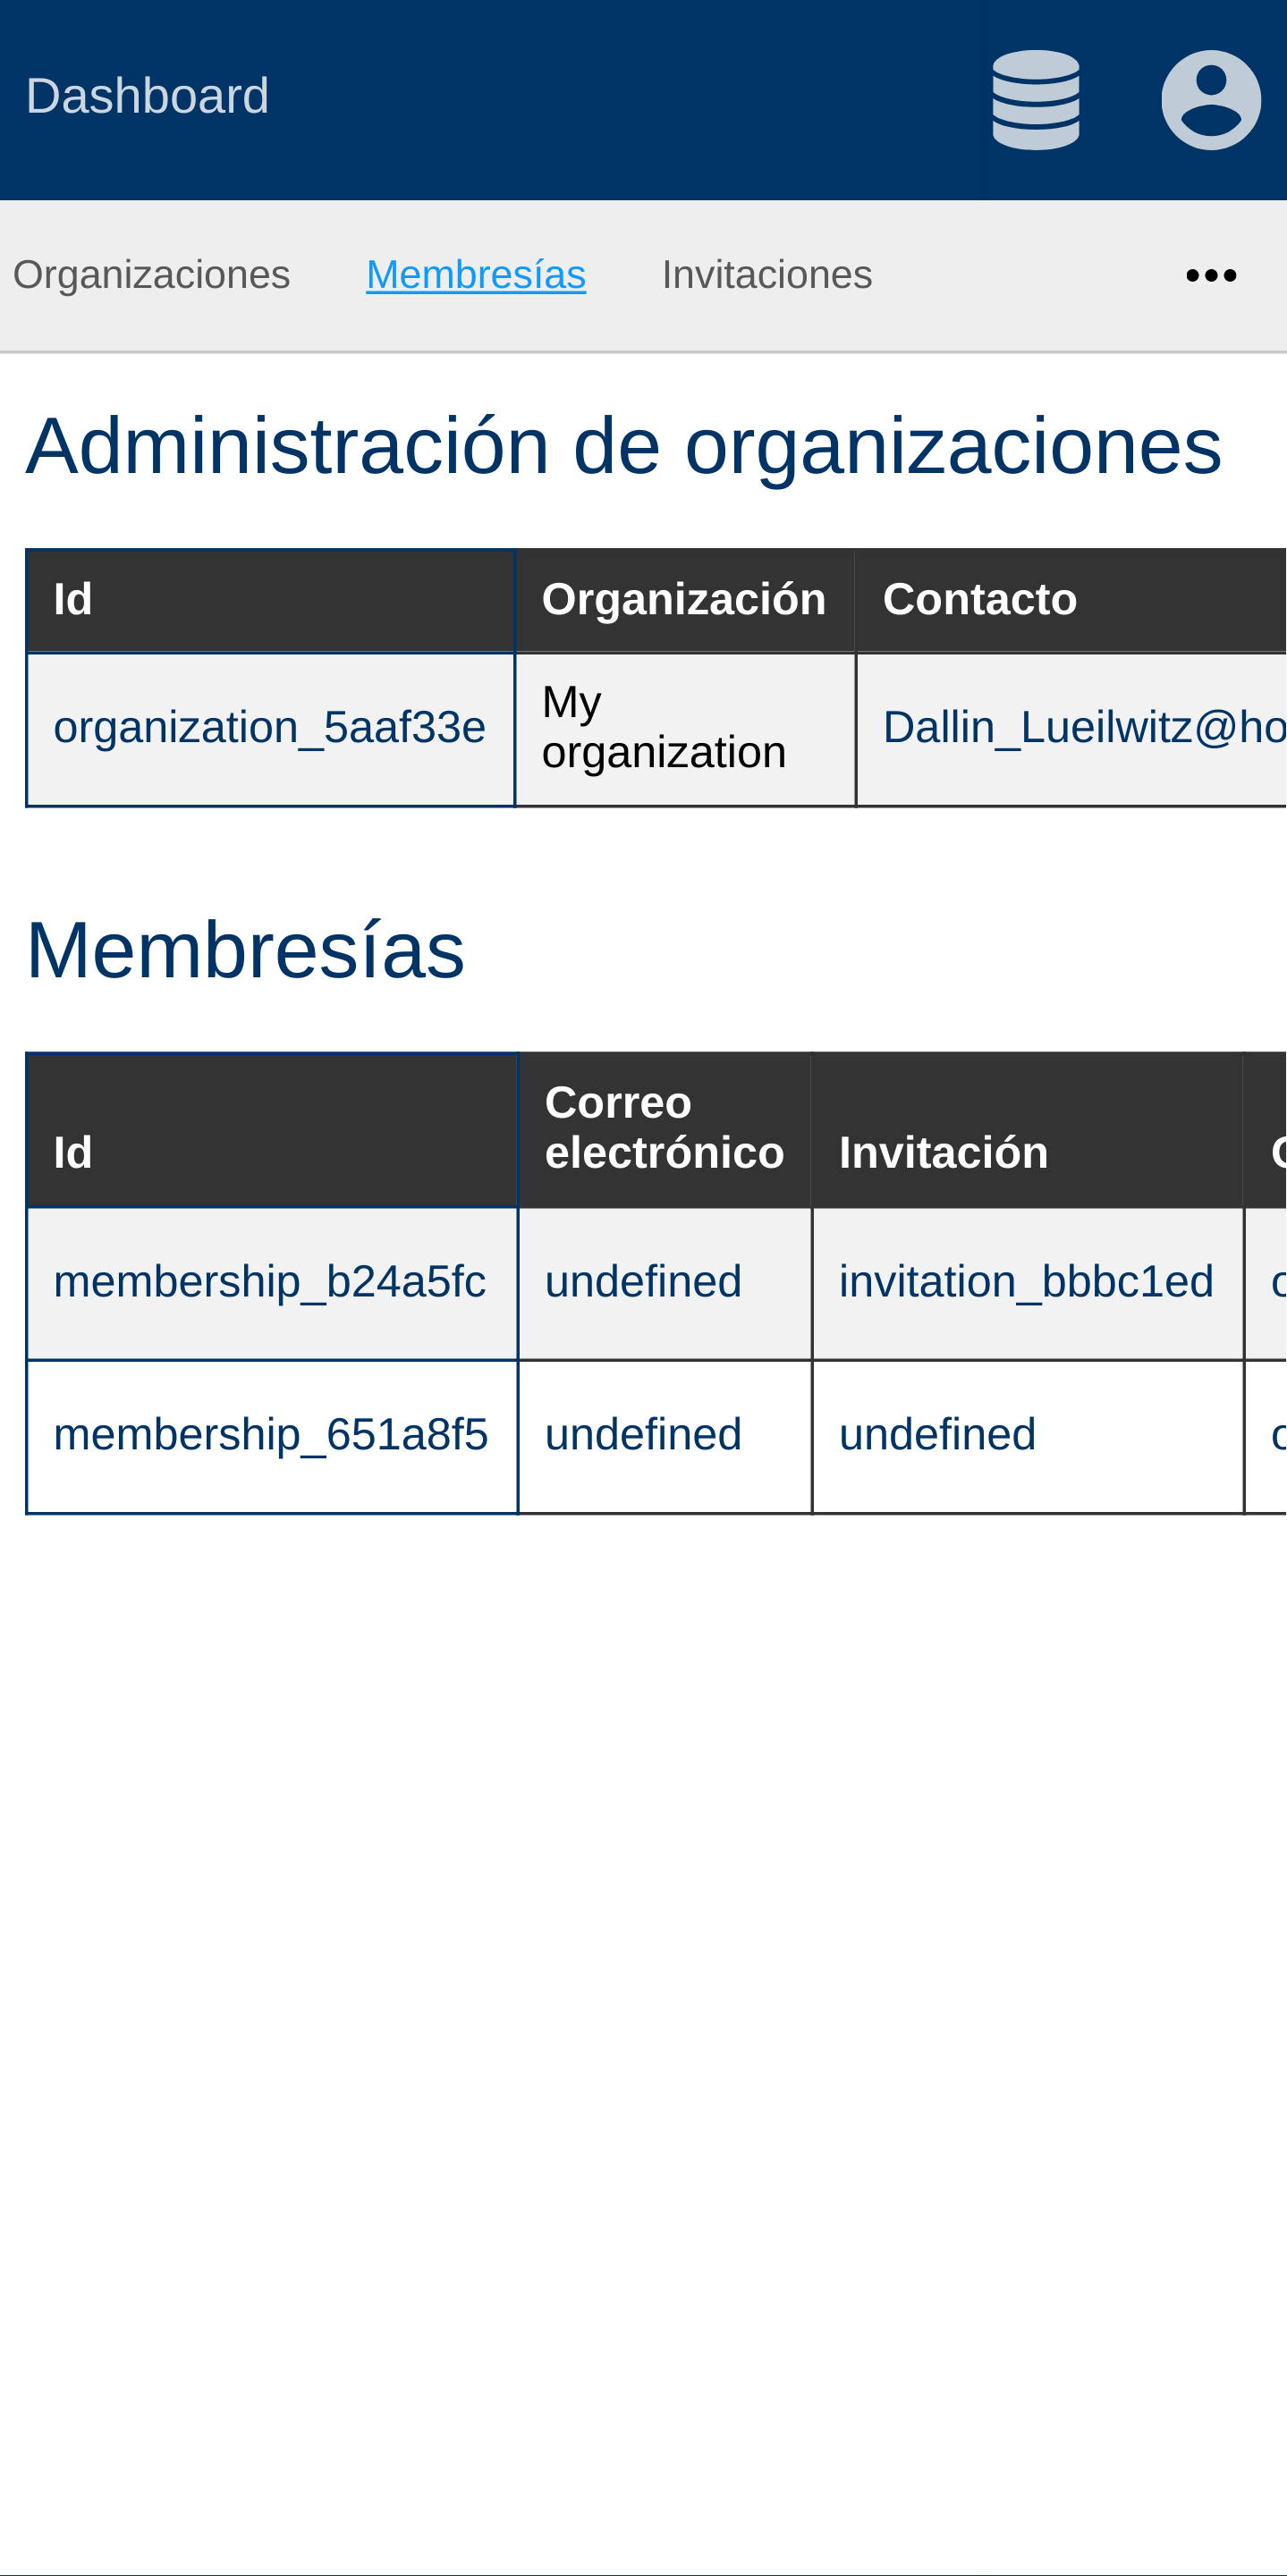 Dashboard
Organizaciones Membresías Invitaciones
Administración de organizaciones
Id Organización Contacto
organization_5aaf33e My organization Dallin_Lueilwitz@ho
Membresías
Id Correo electrónico Invitación
membership_b24a5fc undefined invitation_bbbc1ed
membership_651a8f5 undefined undefined